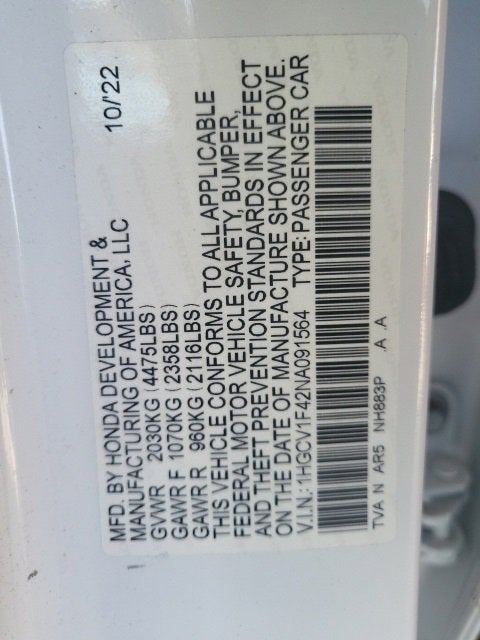 MFD. BY HONDA DEVELOPMENT & 10/'22
MANUFACTURING OF AMERICA, LLC
GVWR 2030KG (4475LBS)
GAWR F 1070KG (2358LBS)
GAWR R 960KG (2116LBS)
THIS VEHICLE CONFORMS TO ALL APPLICABLE
FEDERAL MOTOR VEHICLE SAFETY, BUMPER,
AND THEFT PREVENTION STANDARDS IN EFFECT
ON THE DATE OF MANUFACTURE SHOWN ABOVE.
V.I.N.: 1HGCV1F42NA091564 TYPE: PASSENGER CAR
TVA N AR5 NH883P .A .A